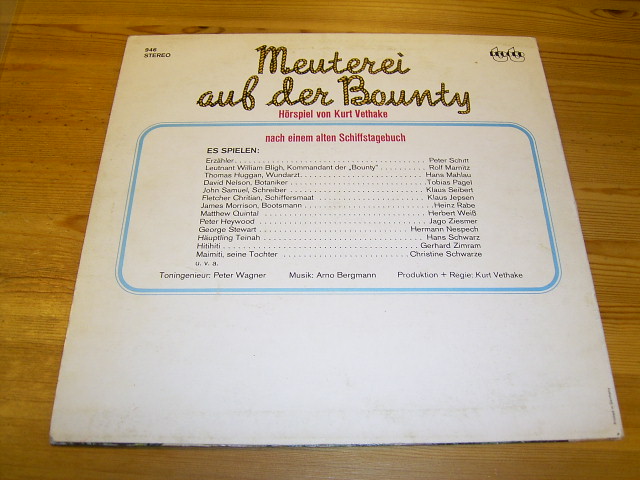 946
STEREO
Meuterei
auf der Bounty
Hörspiel von Kurt Vethake
nach einem alten Schiffstagebuch
ES SPIELEN:
Erzähler Peter Schiff
Leutnant William Bligh, Kommandant der „Bounty" Rolf Marnitz
Thomas Huggan, Wundarzt Hans Mahlau
David Nelson, Botaniker Tobias Pagel
John Samuel, Schreiber Klaus Seibert
Fletcher Chritian, Schiffersmaat Klaus Jepsen
James Morrison, Bootsmann Heinz Rabe
Matthew Quintal Herbert Weiß
Peter Heywood Jago Ziesmer
George Stewart Hermann Nespech
Häuptling Teinah Hans Schwarz
Hitihiti Gerhard Zimram
Maimiti, seine Tochter Christine Schwarze
u. v. a.
Toningenieur: Peter Wagner Musik: Arno Bergmann Produktion + Regie: Kurt Vethake